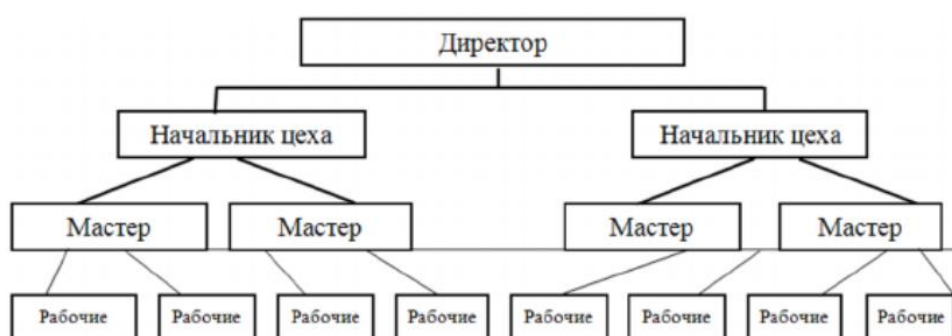 Директор
Начальник цеха
Начальник цеха
Мастер
Мастер
Мастер
Мастер
Рабочие
Рабочие
Рабочие
Рабочие
Рабочие
Рабочие
Рабочие
Рабочие